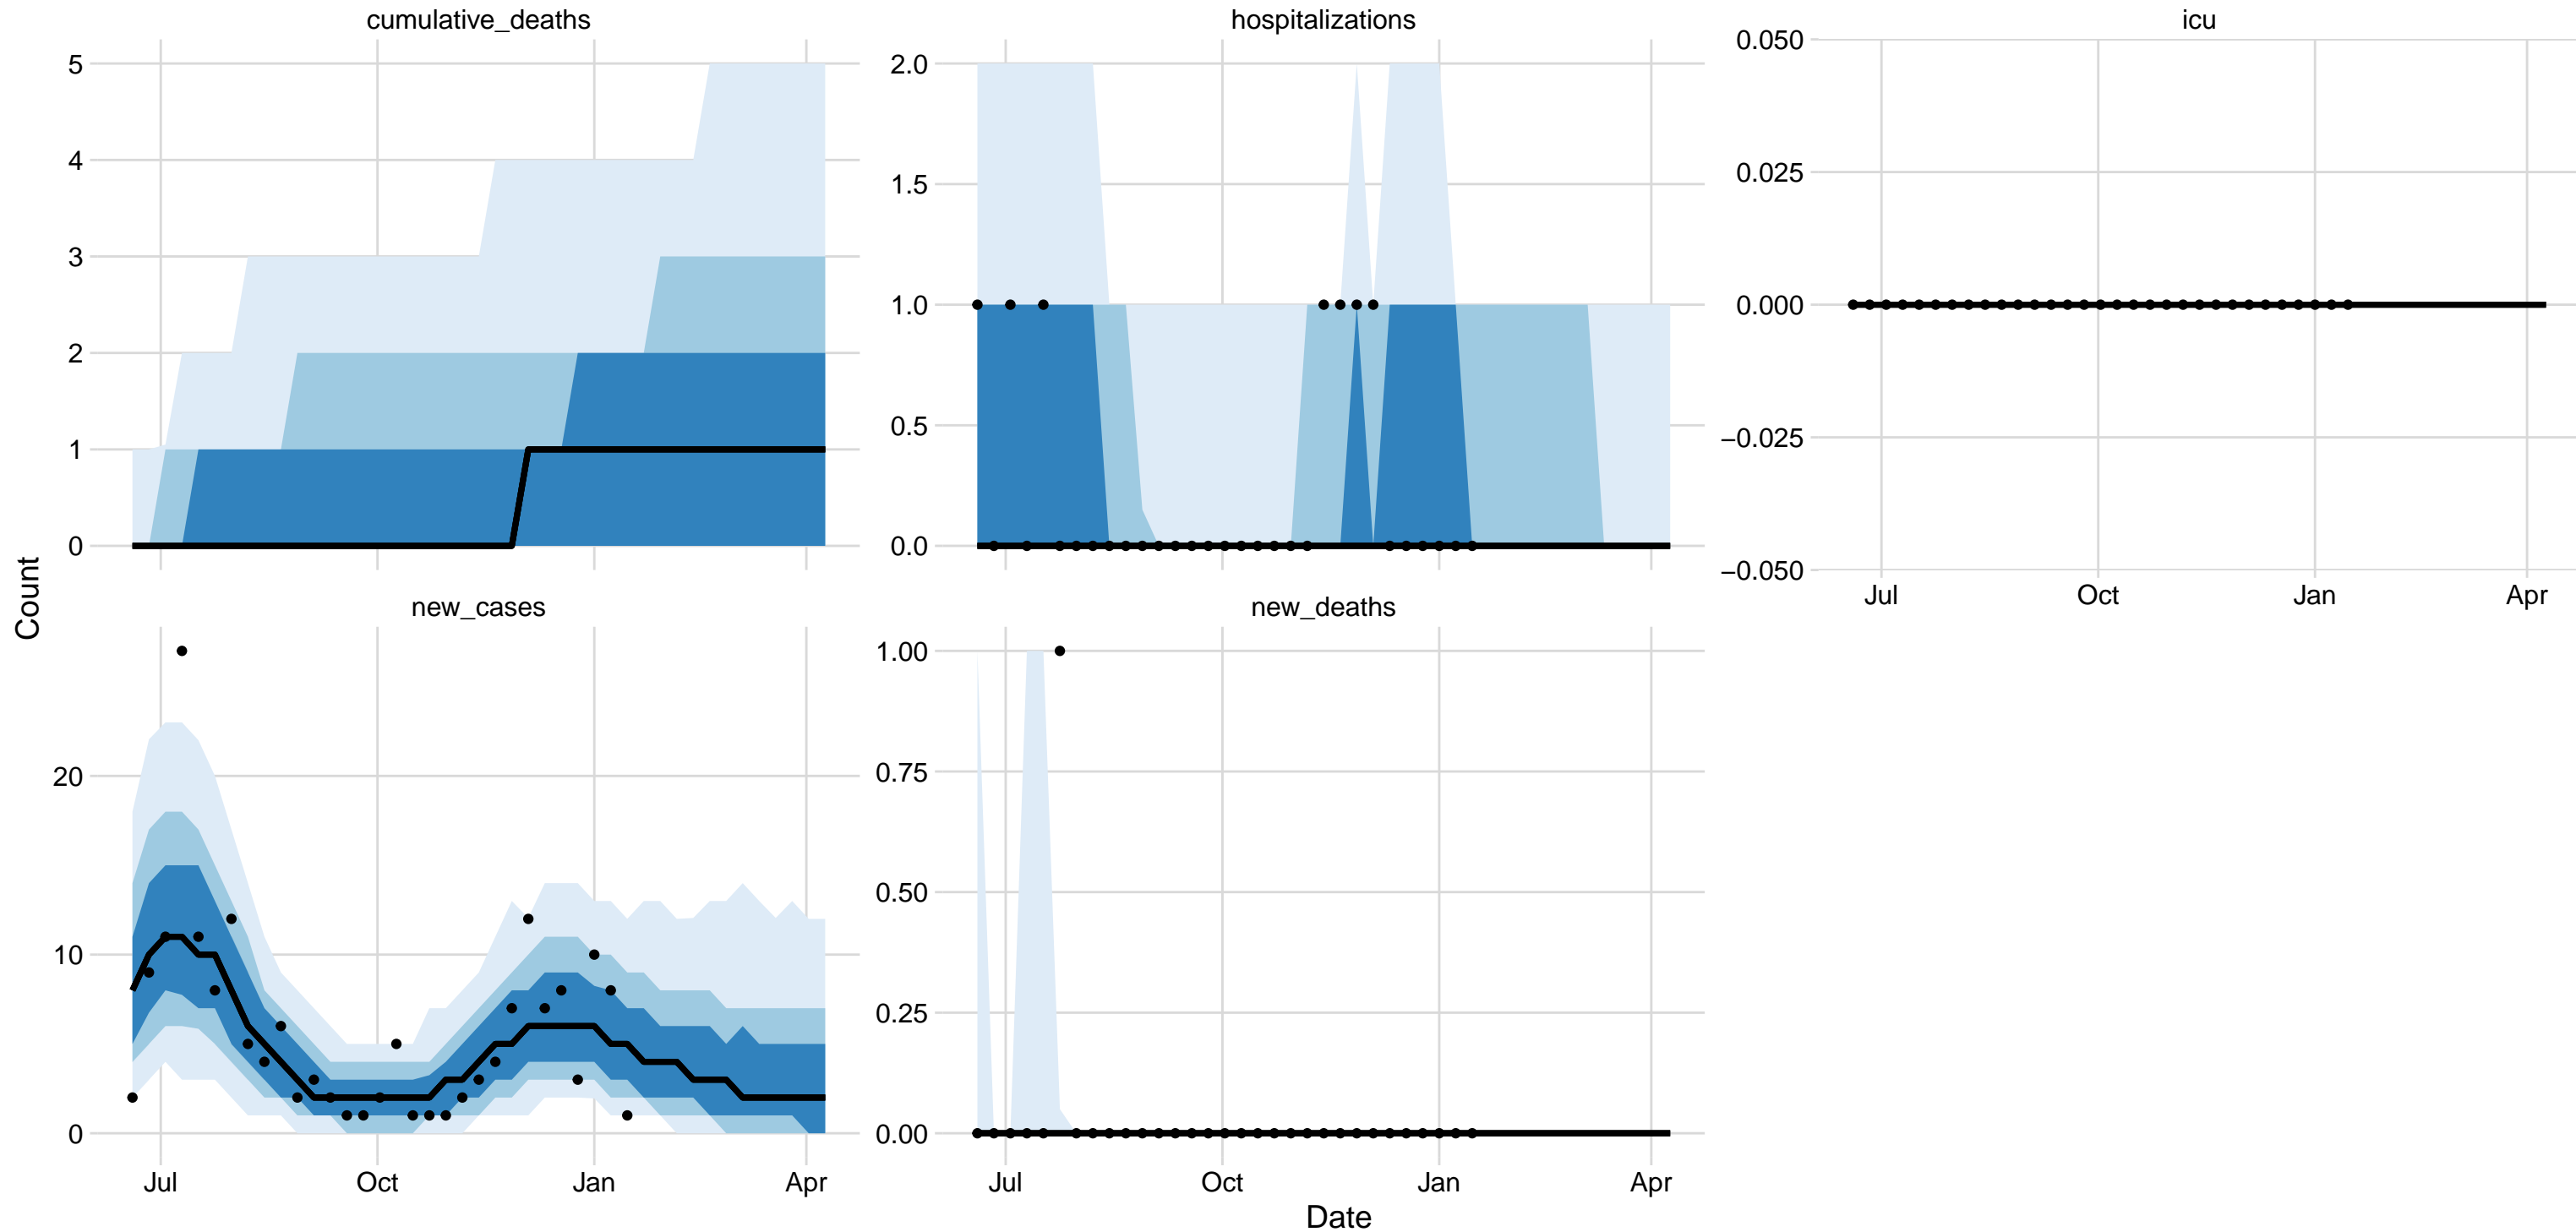 cumulative_deaths
5
4
3
2
1
0
hospitalizations
2.0
1.5
1.0
0.5
0.0
icu
0.050
0.025
0.000
−0.025
−0.050
Jul Oct Jan Apr
Count
new_cases
20
10
0
Jul Oct Jan Apr
new_deaths
1.00
0.75
0.50
0.25
0.00
Jul Oct Jan Apr
Date